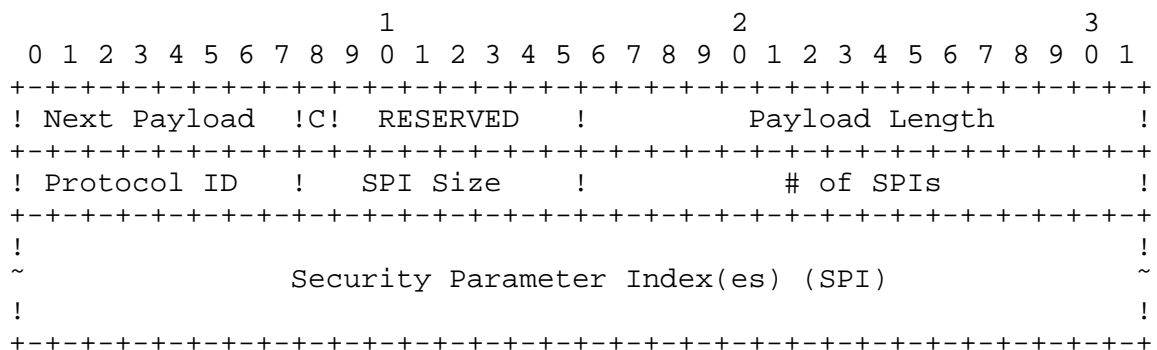 1                   2                   3
 0 1 2 3 4 5 6 7 8 9 0 1 2 3 4 5 6 7 8 9 0 1 2 3 4 5 6 7 8 9 0 1
+-+-+-+-+-+-+-+-+-+-+-+-+-+-+-+-+-+-+-+-+-+-+-+-+-+-+-+-+-+-+-+-+
! Next Payload  !C!  RESERVED   !         Payload Length        !
+-+-+-+-+-+-+-+-+-+-+-+-+-+-+-+-+-+-+-+-+-+-+-+-+-+-+-+-+-+-+-+-+
! Protocol ID   !   SPI Size    !           # of SPIs           !
+-+-+-+-+-+-+-+-+-+-+-+-+-+-+-+-+-+-+-+-+-+-+-+-+-+-+-+-+-+-+-+-+
!                                                               !
~               Security Parameter Index(es) (SPI)              ~
!                                                               !
+-+-+-+-+-+-+-+-+-+-+-+-+-+-+-+-+-+-+-+-+-+-+-+-+-+-+-+-+-+-+-+-+